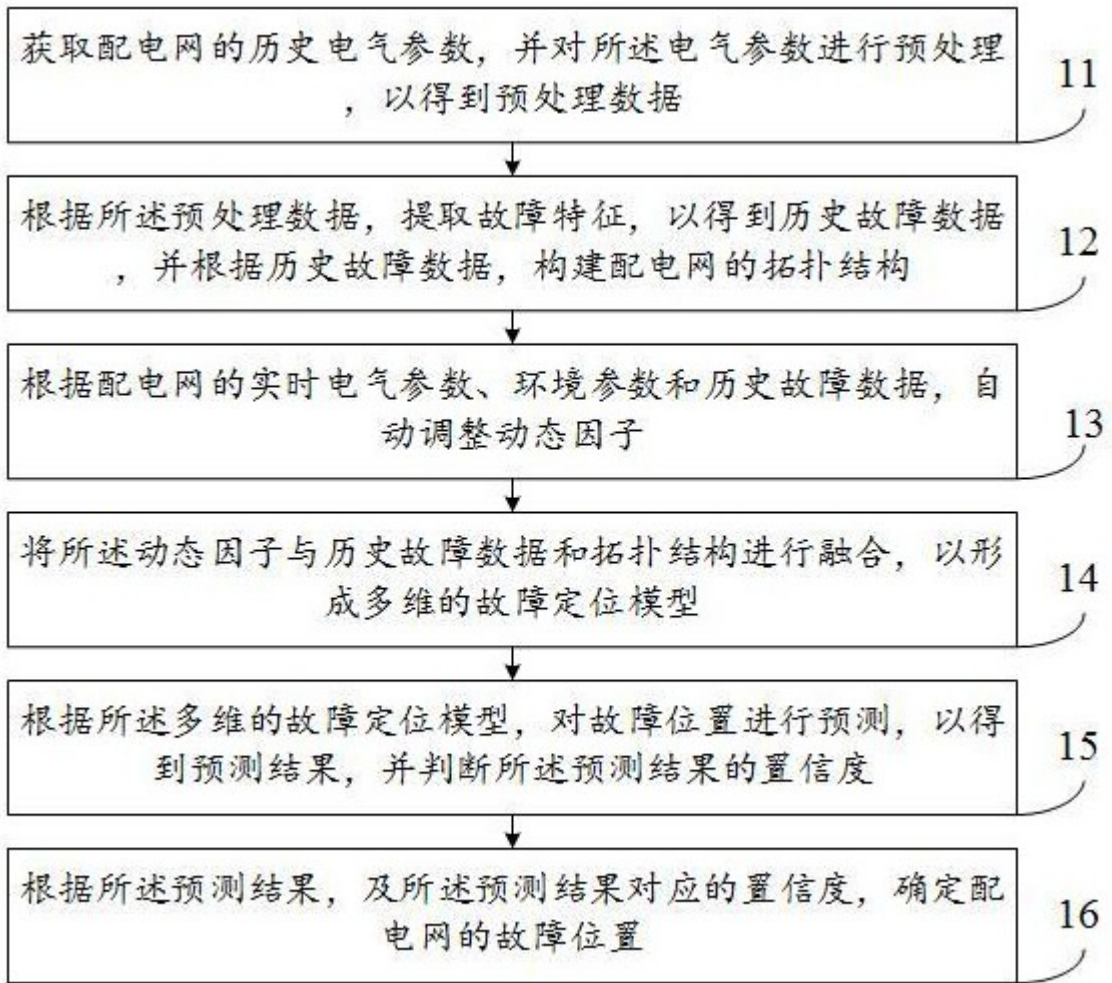 获取配电网的历史电气参数，并对所述电气参数进行预处理
，以得到预处理数据
11
根据所述预处理数据，提取故障特征，以得到历史故障数据
，并根据历史故障数据，构建配电网的拓扑结构
12
根据配电网的实时电气参数、环境参数和历史故障数据，自
动调整动态因子
13
将所述动态因子与历史故障数据和拓扑结构进行融合，以形
成多维的故障定位模型
14
根据所述多维的故障定位模型，对故障位置进行预测，以得
到预测结果，并判断所述预测结果的置信度
15
根据所述预测结果，及所述预测结果对应的置信度，确定配
电网的故障位置
16